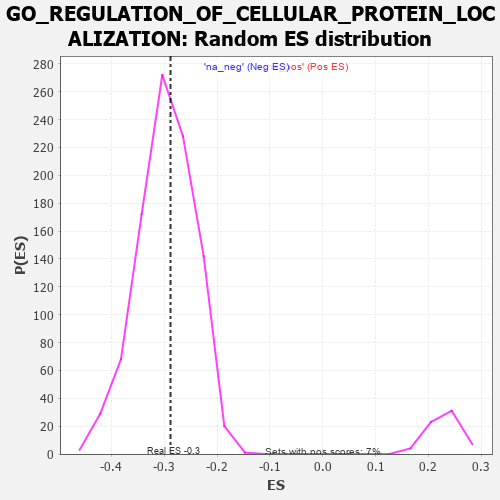 GO_REGULATION_OF_CELLULAR_PROTEIN_LOC
ALIZATION: Random ES distribution
'na_neg' (Neg ES)
os' (Pos ES)
280
260
240
220
200
180
160
140
120
100
80
60
40
20
0
P(ES)
Real ES -0.3
Sets with pos scores: 7%
-0.4 -0.3 -0.2 -0.1 0.0 0.1 0.2 0.3
ES